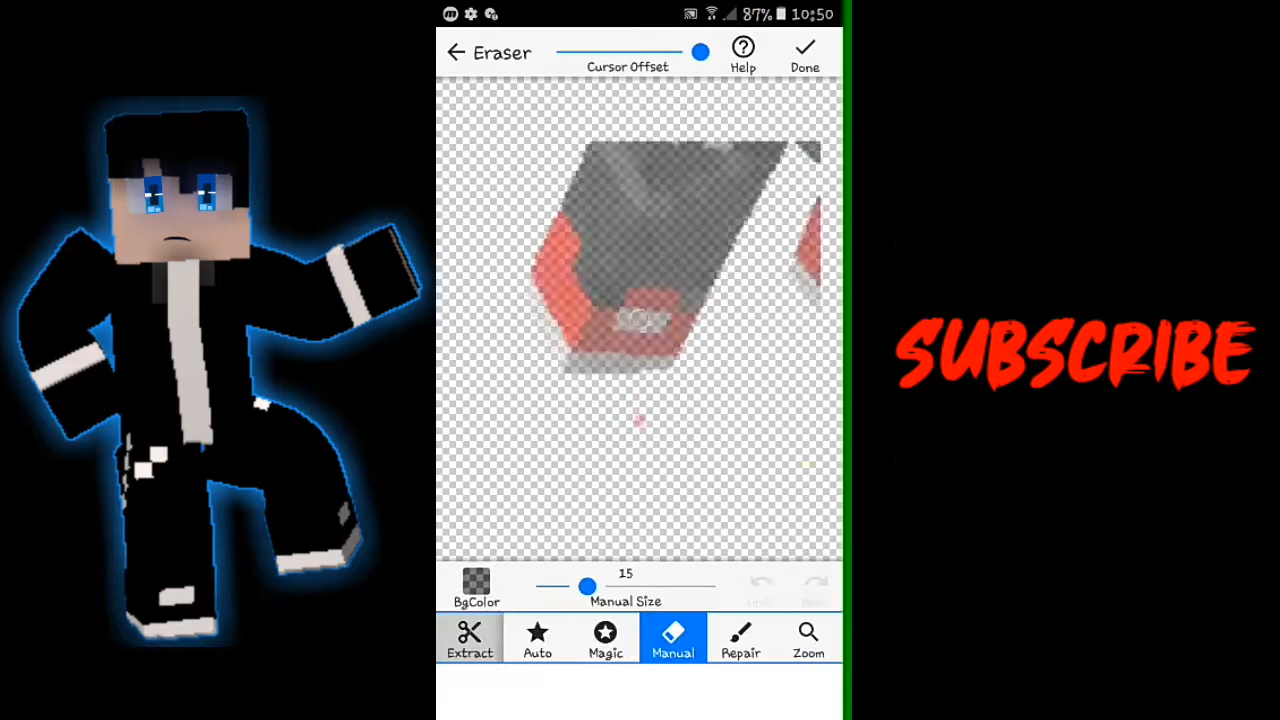 87% 10:50
Eraser
Cursor Offset
Help
Done
15
BgColor
Manual Size
Extract
Auto
Magic
Manual
Repair
Zoom
SUBSCRIBE